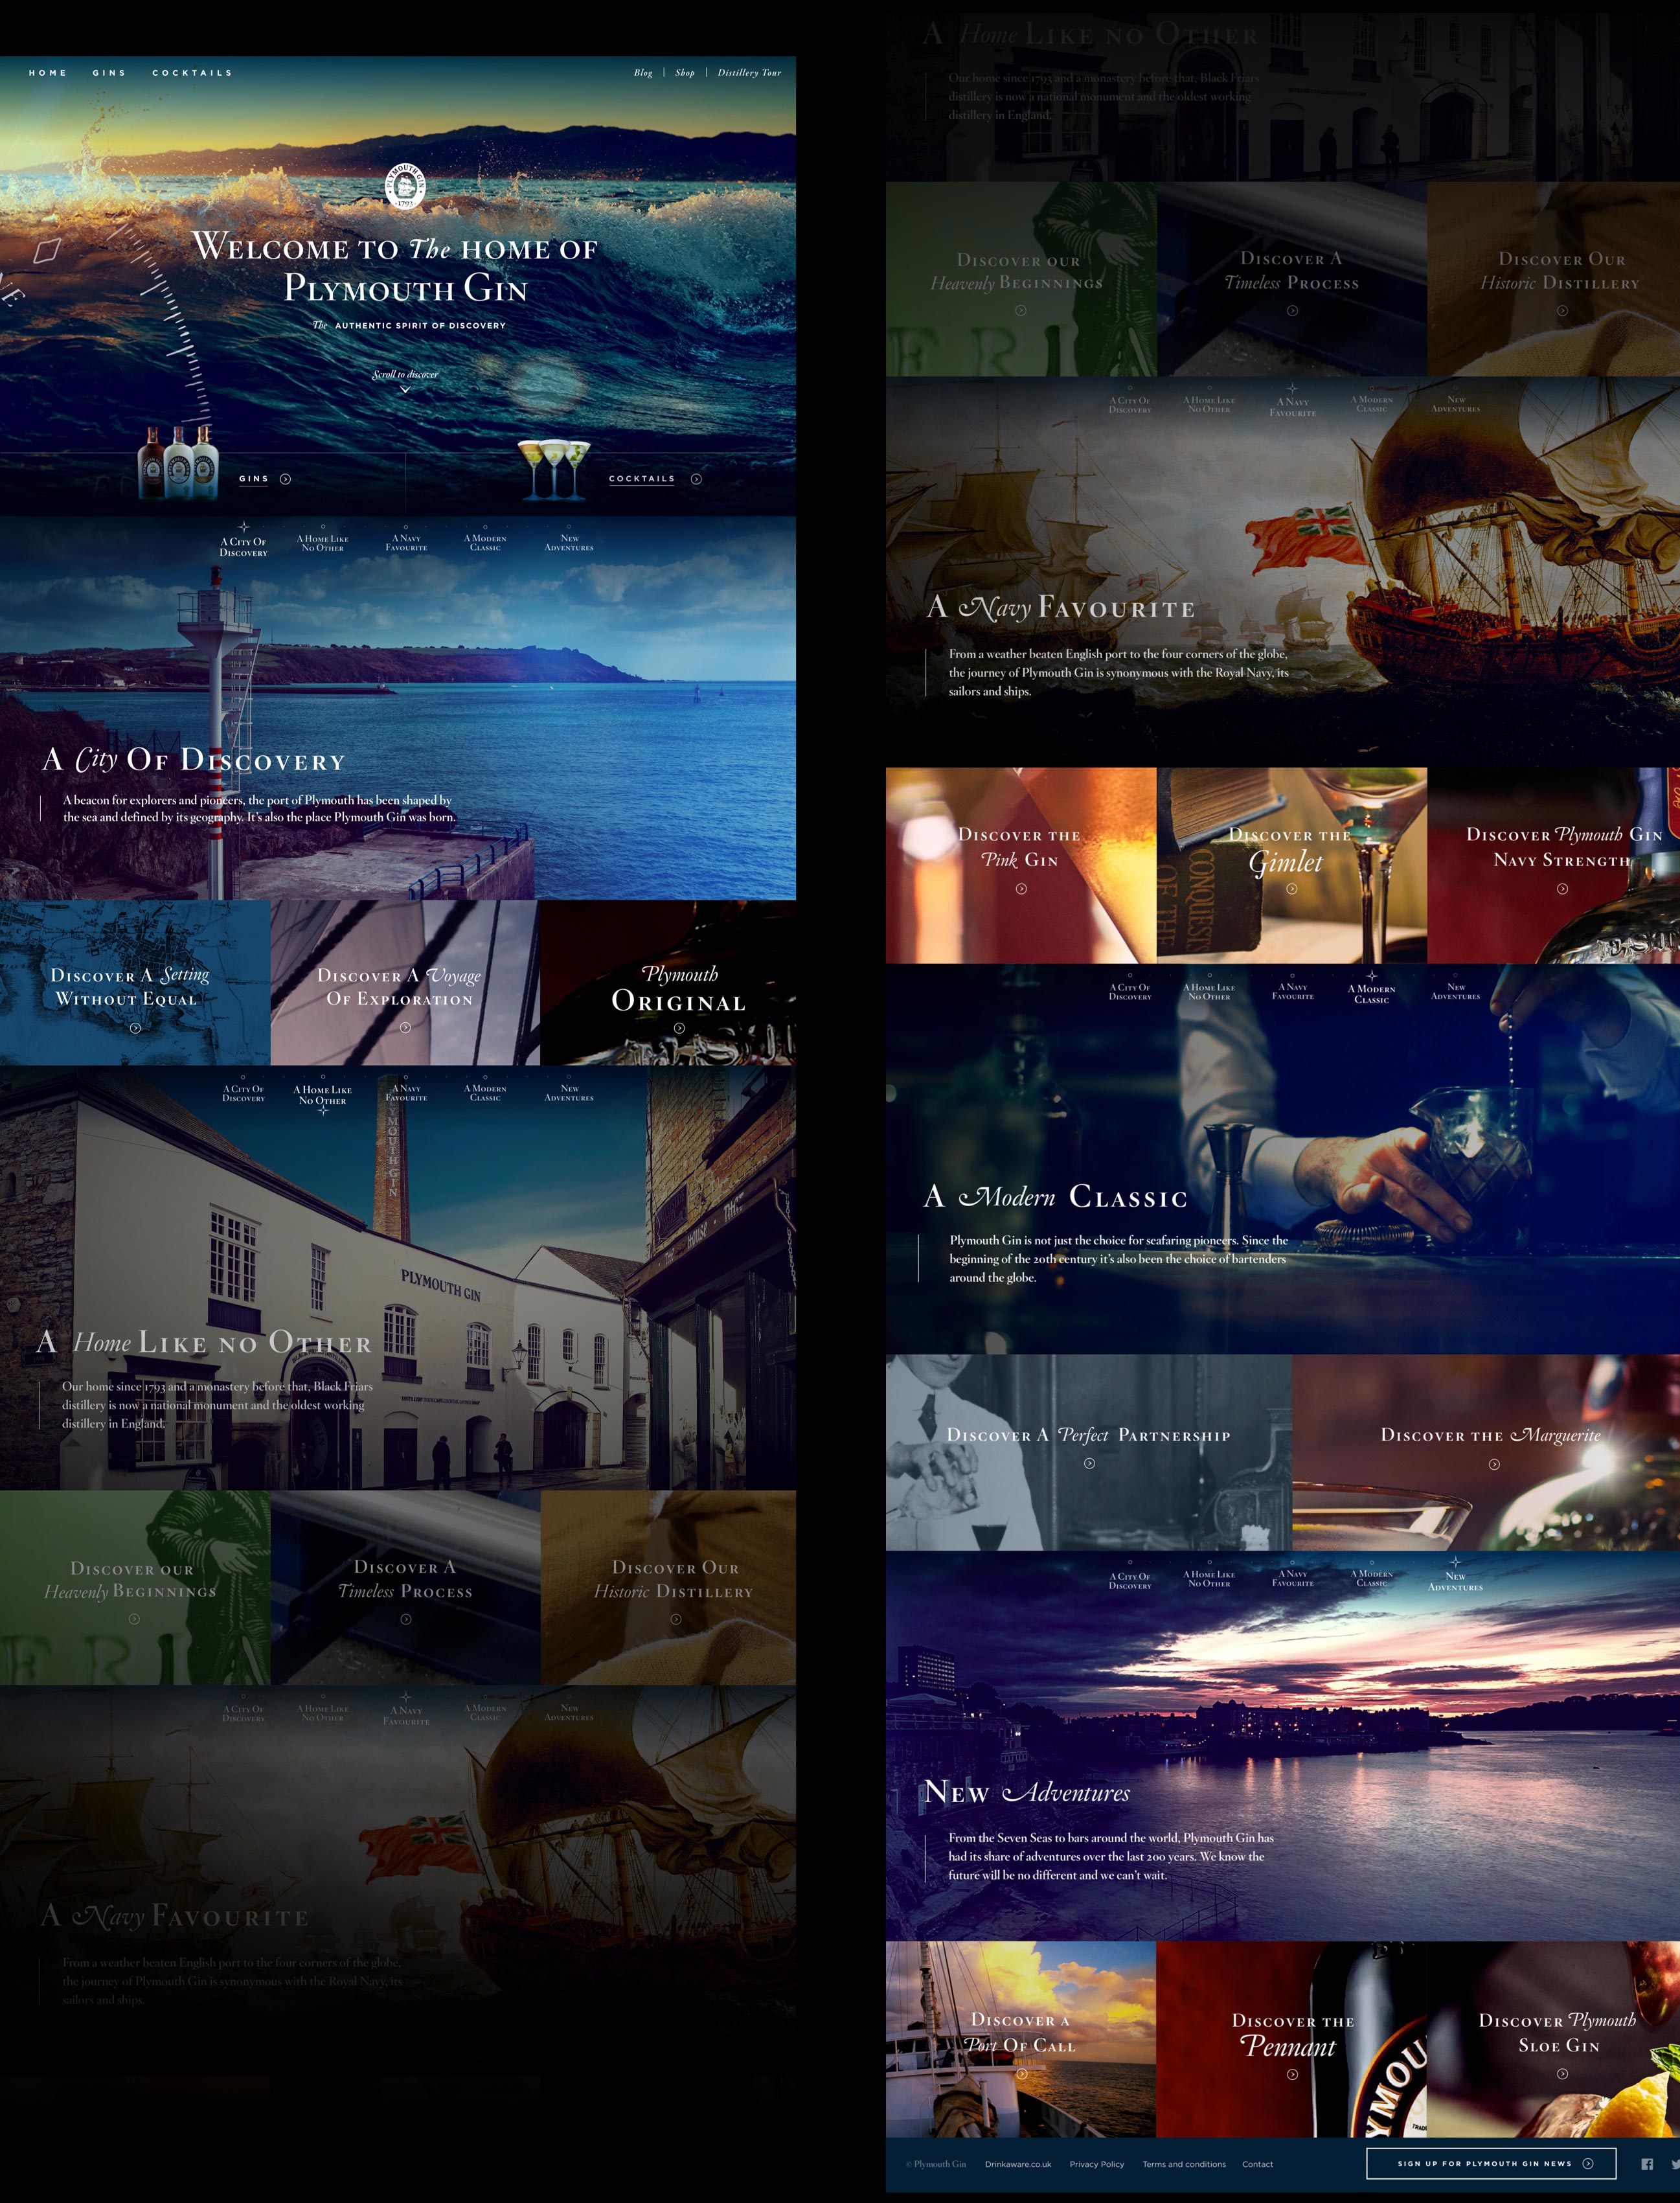 HOME GINS COCKTAILS
Blog | Shop | Distillery Tour
PLYMOUTH GIN
1793
WELCOME TO The HOME OF
PLYMOUTH GIN
The AUTHENTIC SPIRIT OF DISCOVERY
Scroll to discover
GINS
COCKTAILS
A CITY OF
DISCOVERY
A HOME LIKE
NO OTHER
A NAVY
FAVOURITE
A MODERN
CLASSIC
NEW
ADVENTURES
A City OF DISCOVERY
A beacon for explorers and pioneers, the port of Plymouth has been shaped by
the sea and defined by its geography. It's also the place Plymouth Gin was born.
DISCOVER A Setting
WITHOUT EQUAL
DISCOVER A Voyage
OF EXPLORATION
Plymouth
ORIGINAL
A CITY OF
DISCOVERY
A HOME LIKE
NO OTHER
A NAVY
FAVOURITE
A MODERN
CLASSIC
NEW
ADVENTURES
YMOUTH GIN
PLYMOUTH GIN
A Home LIKE NO OTHER
Our home since 1793 and a monastery before that, Black Friars
distillery is now a national monument and the oldest working
distillery in England.
DISCOVER OUR
Heavenly BEGINNINGS
ERI
DISCOVER A
Timeless PROCESS
DISCOVER OUR
Historic DISTILLERY
A CITY OF
DISCOVERY
A HOME LIKE
NO OTHER
A NAVY
FAVOURITE
A MODERN
CLASSIC
NEW
ADVENTURES
A Navy FAVOURITE
From a weather beaten English port to the four corners of the globe,
the journey of Plymouth Gin is synonymous with the Royal Navy, its
sailors and ships.
A Home LIKE NO OTHER
Our home since 1793 and a monastery before that, Black Friars
distillery is now a national monument and the oldest working
distillery in England.
DISCOVER OUR
Heavenly BEGINNINGS
ERI
DISCOVER A
Timeless PROCESS
DISCOVER OUR
Historic DISTILLERY
A CITY OF
DISCOVERY
A HOME LIKE
NO OTHER
A NAVY
FAVOURITE
A MODERN
CLASSIC
NEW
ADVENTURES
A Navy FAVOURITE
From a weather beaten English port to the four corners of the globe,
the journey of Plymouth Gin is synonymous with the Royal Navy, its
sailors and ships.
DISCOVER THE
Pink GIN
DISCOVER THE
Gimlet
CONQUEST
OF THE
DISCOVER Plymouth GIN
NAVY STRENGTH
A CITY OF
DISCOVERY
A HOME LIKE
NO OTHER
A NAVY
FAVOURITE
A MODERN
CLASSIC
NEW
ADVENTURES
A Modern CLASSIC
Plymouth Gin is not just the choice for seafaring pioneers. Since the
beginning of the 20th century it's also been the choice of bartenders
around the globe.
DISCOVER A Perfect PARTNERSHIP
DISCOVER THE Marguerite
A CITY OF
DISCOVERY
A HOME LIKE
NO OTHER
A NAVY
FAVOURITE
A MODERN
CLASSIC
NEW
ADVENTURES
NEW Adventures
From the Seven Seas to bars around the world, Plymouth Gin has
had its share of adventures over the last 200 years. We know the
future will be no different and we can't wait.
DISCOVER A
Port OF CALL
DISCOVER THE
Pennant
YMOU
TRADE
DISCOVER Plymouth
SLOE GIN
© Plymouth Gin Drinkaware.co.uk Privacy Policy Terms and conditions Contact
SIGN UP FOR PLYMOUTH GIN NEWS